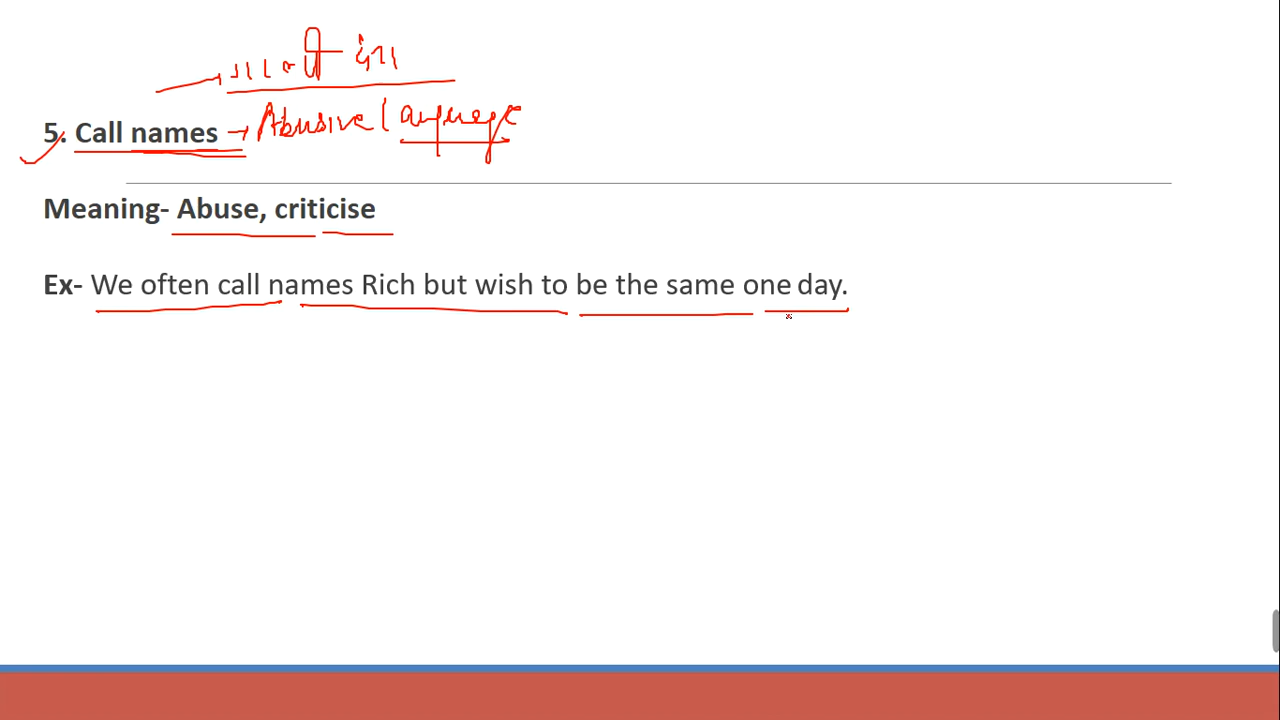 5. Call names → Abusive language
Meaning- Abuse, criticise
Ex- We often call names Rich but wish to be the same one day.